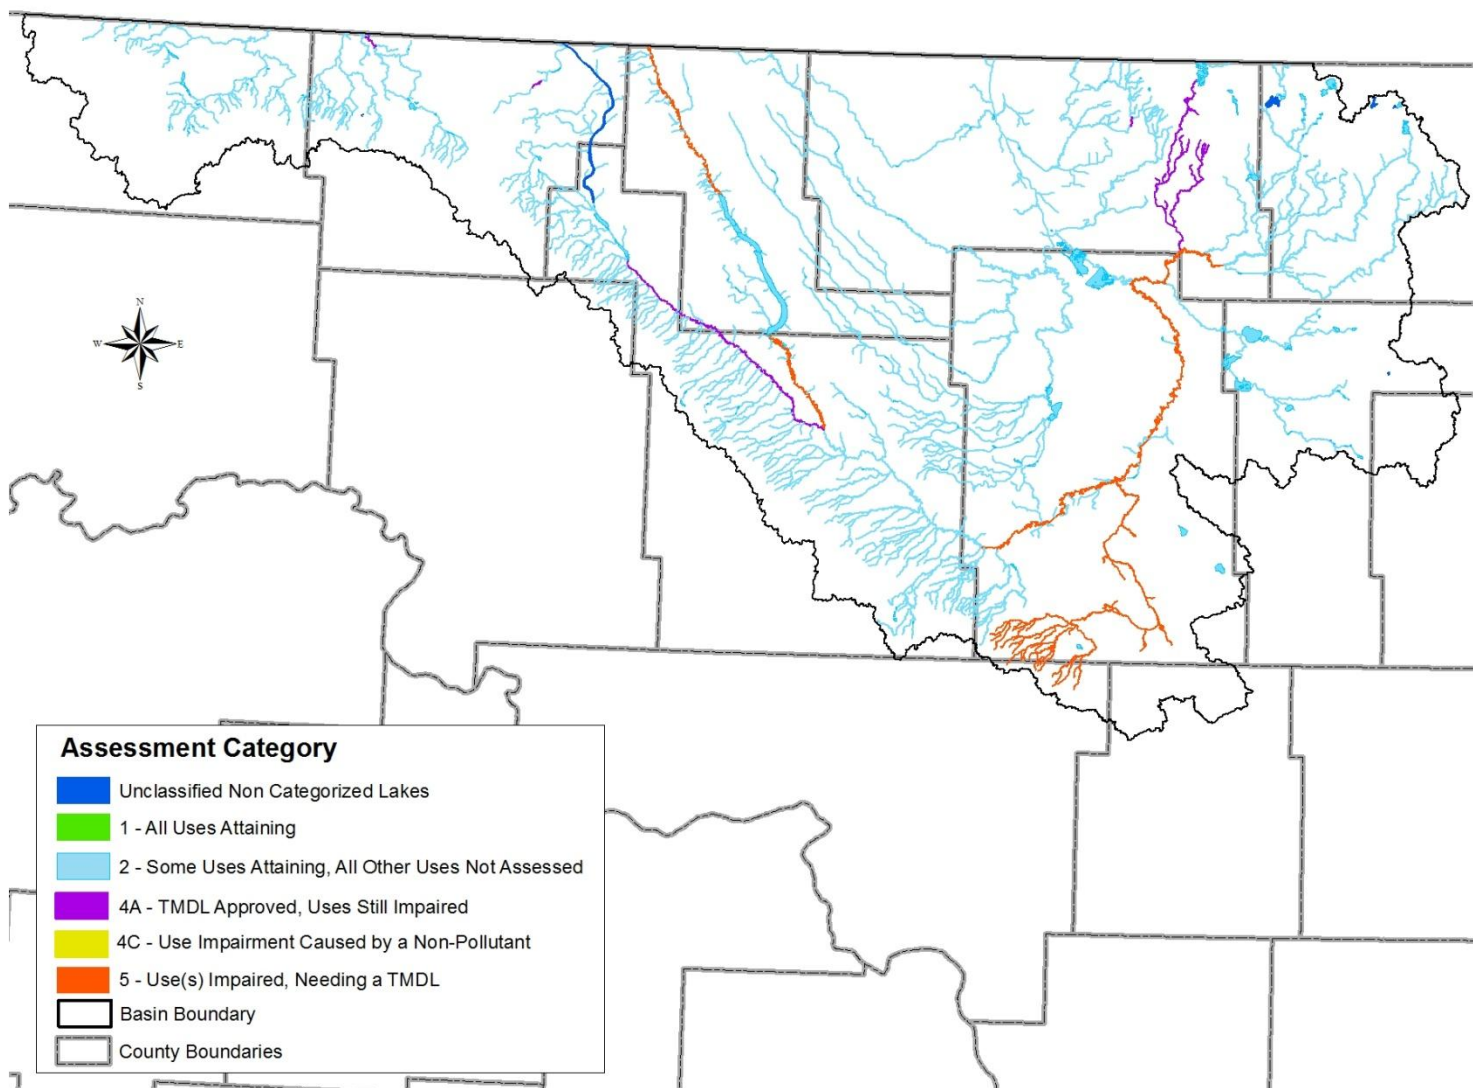 N
W E
S
Assessment Category
Unclassified Non Categorized Lakes
1 - All Uses Attaining
2 - Some Uses Attaining, All Other Uses Not Assessed
4A - TMDL Approved, Uses Still Impaired
4C - Use Impairment Caused by a Non-Pollutant
5 - Use(s) Impaired, Needing a TMDL
Basin Boundary
County Boundaries